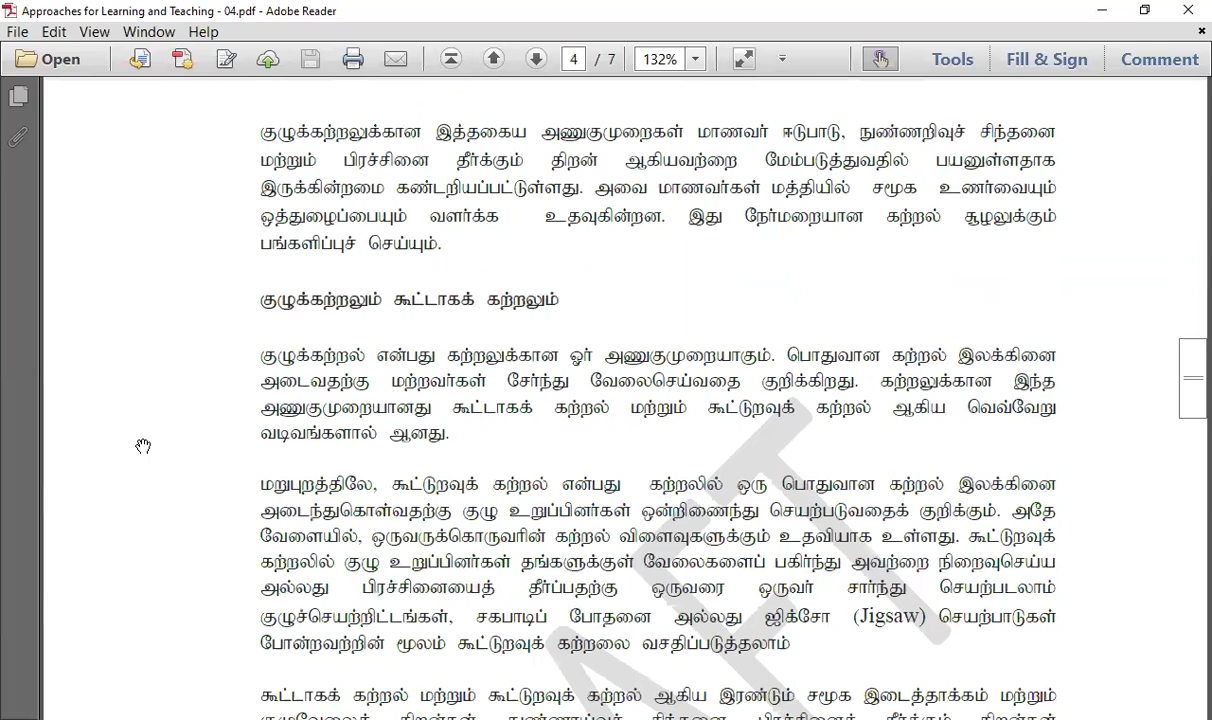 Approaches for Learning and Teaching - 04.pdf - Adobe Reader
File Edit View Window Help
Open 4 / 7 132% Tools Fill & Sign Comment
குழுக்கற்றலுக்கான இத்தகைய அணுகுமுறைகள் மாணவர் ஈடுபாடு, நுண்ணறிவுச் சிந்தனை
மற்றும் பிரச்சினை தீர்க்கும் திறன் ஆகியவற்றை மேம்படுத்துவதில் பயனுள்ளதாக
இருக்கின்றமை கண்டறியப்பட்டுள்ளது. அவை மாணவர்கள் மத்தியில் சமூக உணர்வையும்
ஒத்துழைப்பையும் வளர்க்க உதவுகின்றன. இது நேர்மறையான கற்றல் சூழலுக்கும்
பங்களிப்புச் செய்யும்.
குழுக்கற்றலும் கூட்டாகக் கற்றலும்
குழுக்கற்றல் என்பது கற்றலுக்கான ஓர் அணுகுமுறையாகும். பொதுவான கற்றல் இலக்கினை
அடைவதற்கு மற்றவர்கள் சேர்ந்து வேலைசெய்வதை குறிக்கிறது. கற்றலுக்கான இந்த
அணுகுமுறையானது கூட்டாகக் கற்றல் மற்றும் கூட்டுறவுக் கற்றல் ஆகிய வெவ்வேறு
வடிவங்களால் ஆனது.
மறுபுறத்திலே, கூட்டுறவுக் கற்றல் என்பது கற்றலில் ஒரு பொதுவான கற்றல் இலக்கினை
அடைந்துகொள்வதற்கு குழு உறுப்பினர்கள் ஒன்றிணைந்து செயற்படுவதைக் குறிக்கும். அதே
வேளையில், ஒருவருக்கொருவரின் கற்றல் விளைவுகளுக்கும் உதவியாக உள்ளது. கூட்டுறவுக்
கற்றலில் குழு உறுப்பினர்கள் தங்களுக்குள் வேலைகளைப் பகிர்ந்து அவற்றை நிறைவுசெய்ய
அல்லது பிரச்சினையைத் தீர்ப்பதற்கு ஒருவரை ஒருவர் சார்ந்து செயற்படலாம்
குழுச்செயற்றிட்டங்கள், சகபாடிப் போதனை அல்லது ஜிக்சோ (Jigsaw) செயற்பாடுகள்
போன்றவற்றின் மூலம் கூட்டுறவுக் கற்றலை வசதிப்படுத்தலாம்
கூட்டாகக் கற்றல் மற்றும் கூட்டுறவுக் கற்றல் ஆகிய இரண்டும் சமூக இடைத்தாக்கம் மற்றும்